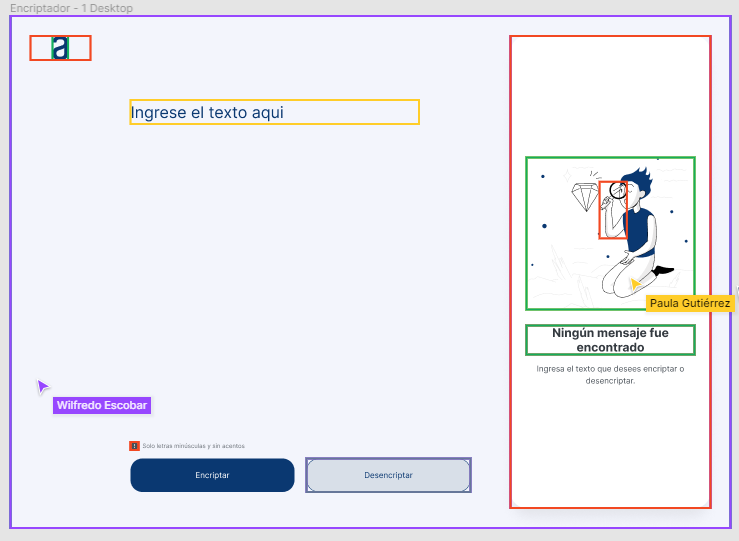 Encriptador - 1 Desktop
a
Ingrese el texto aqui
Paula Gutiérrez
Ningún mensaje fue
encontrado
Ingresa el texto que desees encriptar o
desencriptar.
Wilfredo Escobar
Solo letras minúsculas y sin acentos
Encriptar
Desencriptar